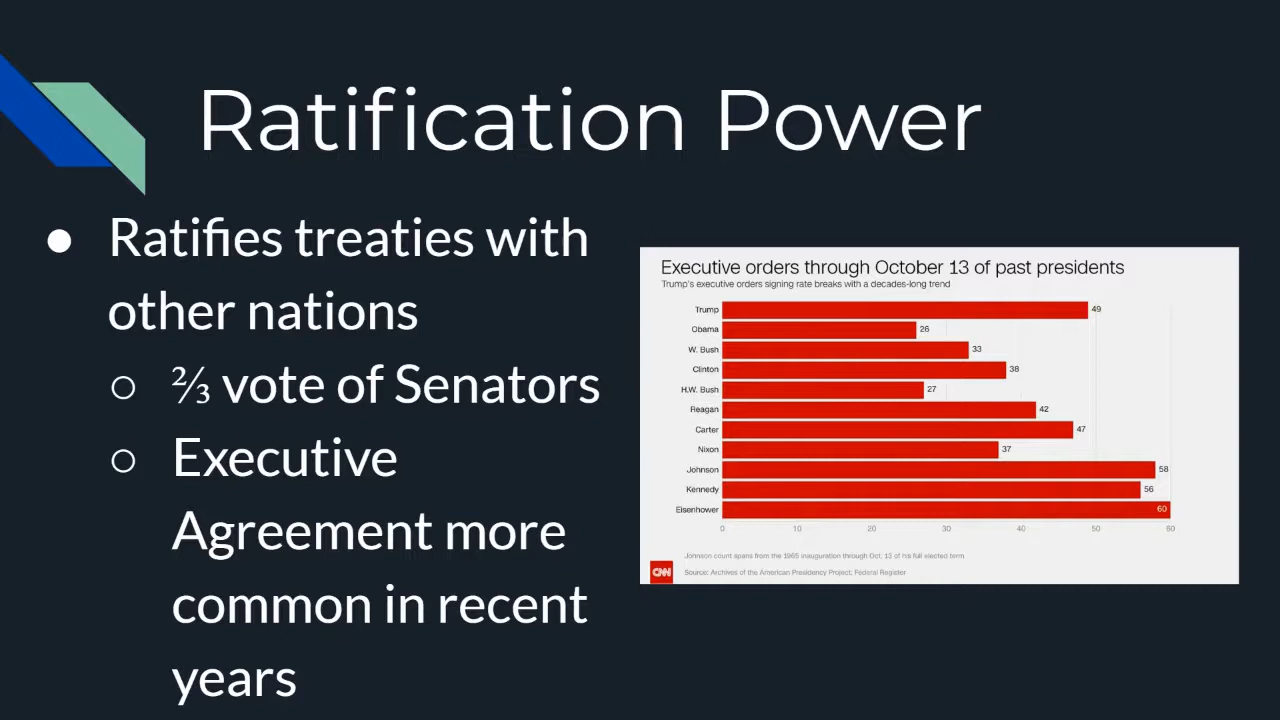 Ratification Power
● Ratifies treaties with
other nations
○ ⅔ vote of Senators
○ Executive
Agreement more
common in recent
years
Executive orders through October 13 of past presidents
Trump's executive orders signing rate breaks with a decades-long trend
Trump 49
Obama 26
W. Bush 33
Clinton 38
H.W. Bush 27
Reagan 42
Carter 47
Nixon 37
Johnson 58
Kennedy 56
Eisenhower 60
0 10 20 30 40 50 60
Johnson count spans from the 1965 inauguration through Oct. 13 of his full elected term
CNN Source: Archives of the American Presidency Project; Federal Register